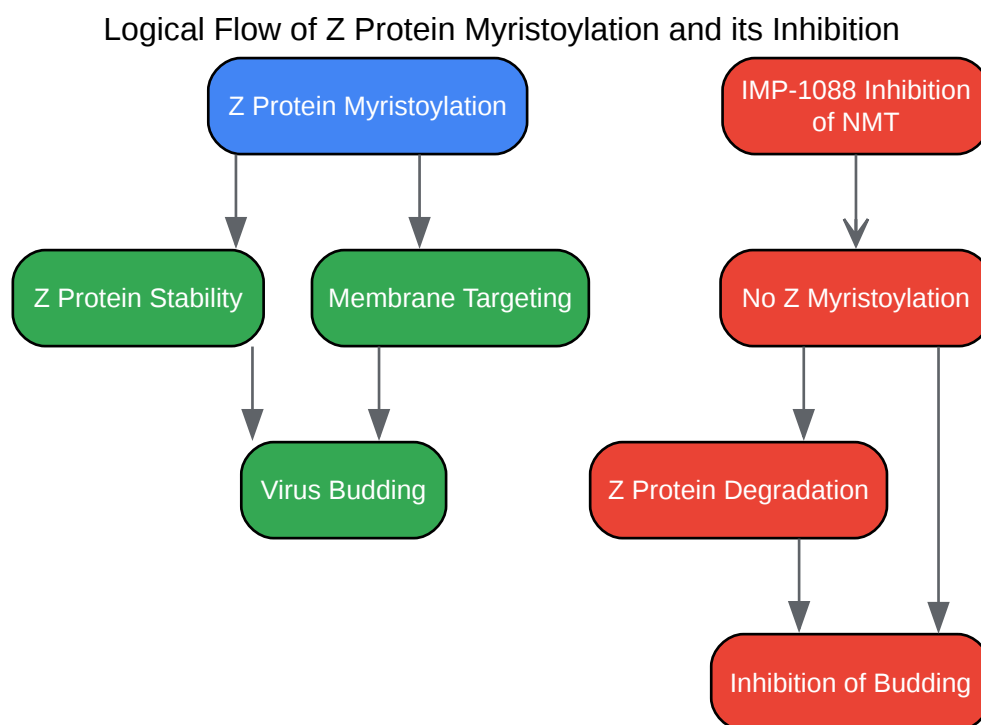 Logical Flow of Z Protein Myristoylation and its Inhibition
Z Protein Myristoylation
IMP-1088 Inhibition
of NMT
Z Protein Stability
Membrane Targeting
No Z Myristoylation
Virus Budding
Z Protein Degradation
Inhibition of Budding